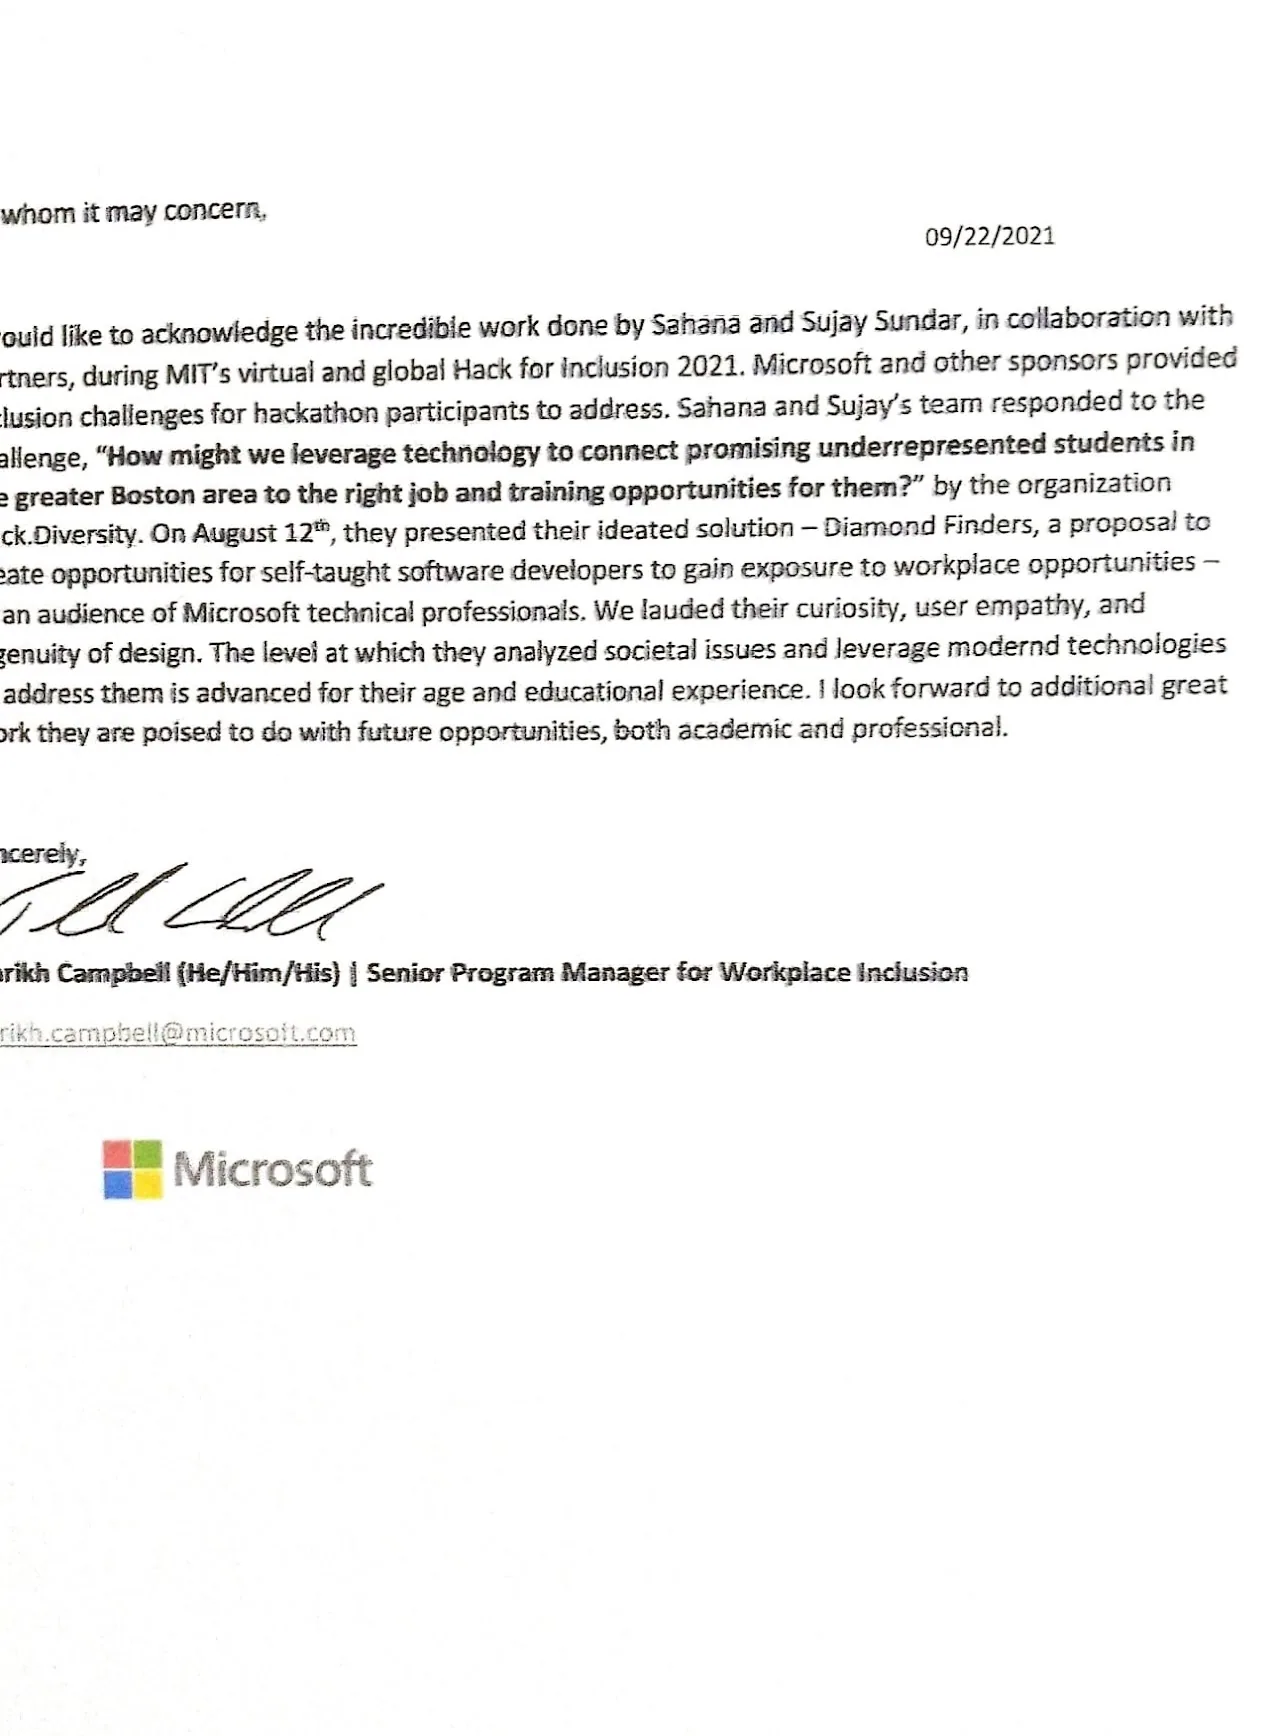 whom it may concern,
09/22/2021
ould like to acknowledge the incredible work done by Sahana and Sujay Sundar, in collaboration with
rtners, during MIT's virtual and global Hack for Inclusion 2021. Microsoft and other sponsors provided
clusion challenges for hackathon participants to address. Sahana and Sujay's team responded to the
allenge, “How might we leverage technology to connect promising underrepresented students in
e greater Boston area to the right job and training opportunities for them?” by the organization
ck.Diversity. On August 12th, they presented their ideated solution – Diamond Finders, a proposal to
eate opportunities for self-taught software developers to gain exposure to workplace opportunities –
an audience of Microsoft technical professionals. We lauded their curiosity, user empathy, and
genuity of design. The level at which they analyzed societal issues and leverage modernd technologies
address them is advanced for their age and educational experience. I look forward to additional great
ork they are poised to do with future opportunities, both academic and professional.
ncerely,
arikh Campbell (He/Him/His) | Senior Program Manager for Workplace Inclusion
rikh.campbell@microsoft.com
Microsoft